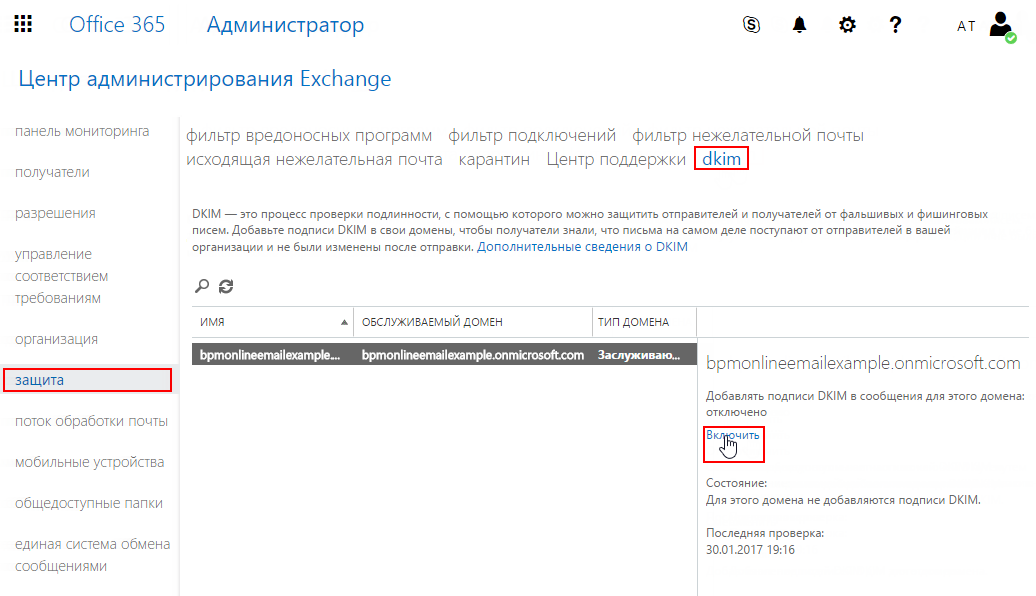 Office 365 Администратор
A T
Центр администрирования Exchange
панель мониторинга
получатели
разрешения
управление
соответствием
требованиям
организация
защита
поток обработки почты
мобильные устройства
общедоступные папки
единая система обмена
сообщениями
фильтр вредоносных программ фильтр подключений фильтр нежелательной почты
исходящая нежелательная почта карантин Центр поддержки dkim
DKIM — это процесс проверки подлинности, с помощью которого можно защитить отправителей и получателей от фальшивых и фишинговых
писем. Добавьте подписи DKIM в свои домены, чтобы получатели знали, что письма на самом деле поступают от отправителей в вашей
организации и не были изменены после отправки. Дополнительные сведения о DKIM
ИМЯ ОБСЛУЖИВАЕМЫЙ ДОМЕН ТИП ДОМЕНА
bpmonlineemailexample.... bpmonlineemailexample.onmicrosoft.com Заслуживаю...
bpmonlineemailexample.onmicrosoft.com
Добавлять подписи DKIM в сообщения для этого домена:
отключено
Включить
Состояние:
Для этого домена не добавляются подписи DKIM.
Последняя проверка:
30.01.2017 19:16